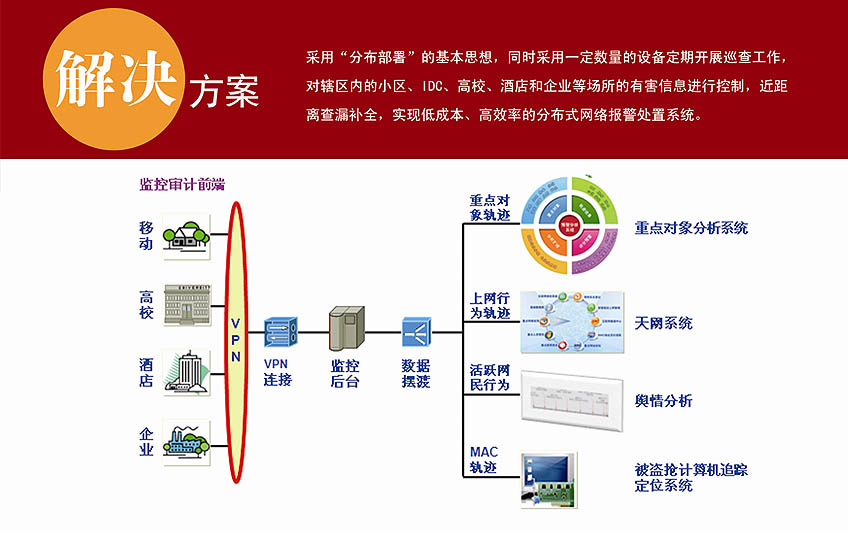 解决方案
采用“分布部署”的基本思想，同时采用一定数量的设备定期开展巡查工作，
对辖区内的小区、IDC、高校、酒店和企业等场所的有害信息进行控制，近距
离查漏补全，实现低成本、高效率的分布式网络报警处置系统。
监控审计前端
移
动
高
校
UNIVERSITY
酒
店
企
业
VPN
VPN
连接
监控
后台
数据
摆渡
重点对
象轨迹
重点对象分析系统
上网行
为轨迹
天网系统
活跃网
民行为
舆情分析
MAC
轨迹
被盗抢计算机追踪
定位系统